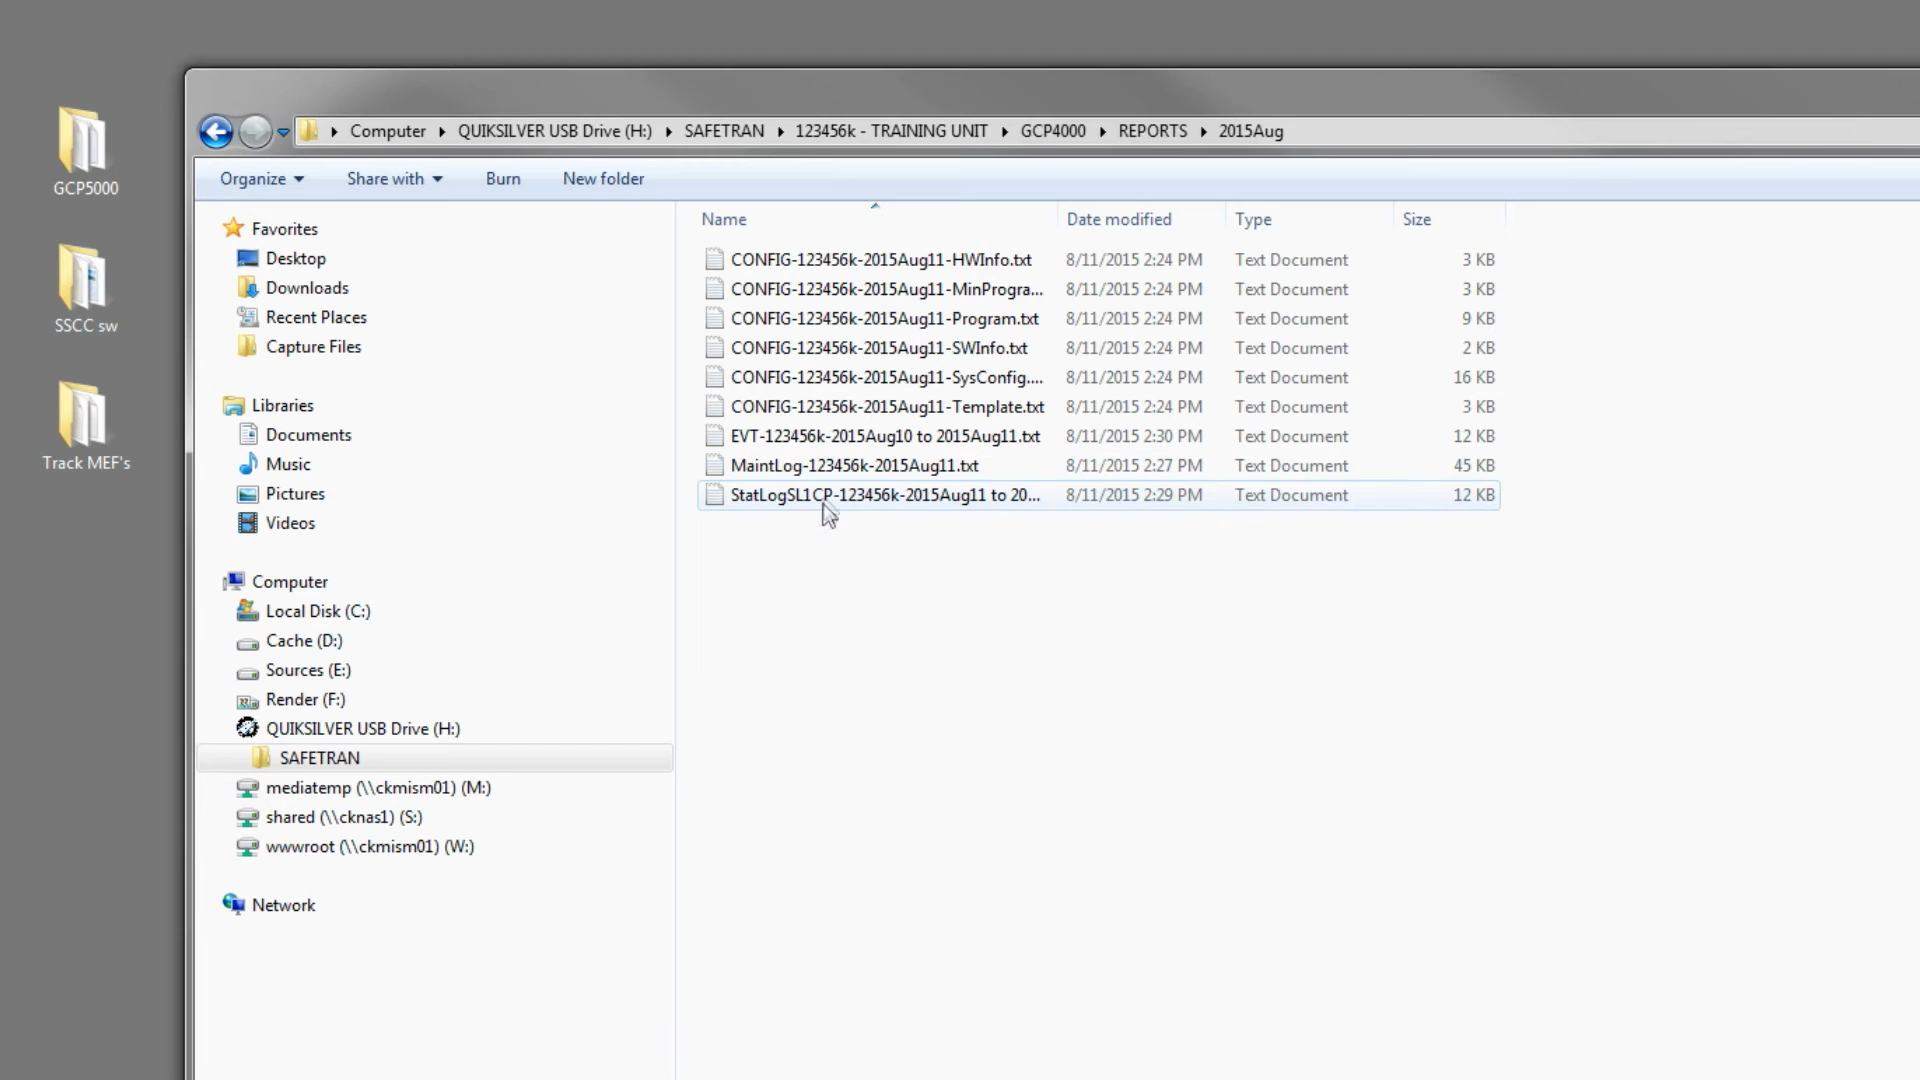 GCP5000
SSCC sw
Track MEF's
Computer QUIKSILVER USB Drive (H:) SAFETRAN 123456k - TRAINING UNIT GCP4000 REPORTS 2015Aug
Organize Share with Burn New folder
Favorites
Desktop
Downloads
Recent Places
Capture Files
Libraries
Documents
Music
Pictures
Videos
Computer
Local Disk (C:)
Cache (D:)
Sources (E:)
Render (F:)
QUIKSILVER USB Drive (H:)
SAFETRAN
mediatemp (\\ckmism01) (M:)
shared (\\cknas1) (S:)
wwwroot (\\ckmism01) (W:)
Network
Name Date modified Type Size
CONFIG-123456k-2015Aug11-HWInfo.txt 8/11/2015 2:24 PM Text Document 3 KB
CONFIG-123456k-2015Aug11-MinProgra... 8/11/2015 2:24 PM Text Document 3 KB
CONFIG-123456k-2015Aug11-Program.txt 8/11/2015 2:24 PM Text Document 9 KB
CONFIG-123456k-2015Aug11-SWInfo.txt 8/11/2015 2:24 PM Text Document 2 KB
CONFIG-123456k-2015Aug11-SysConfig.... 8/11/2015 2:24 PM Text Document 16 KB
CONFIG-123456k-2015Aug11-Template.txt 8/11/2015 2:24 PM Text Document 3 KB
EVT-123456k-2015Aug10 to 2015Aug11.txt 8/11/2015 2:30 PM Text Document 12 KB
MaintLog-123456k-2015Aug11.txt 8/11/2015 2:27 PM Text Document 45 KB
StatLogSL1CP-123456k-2015Aug11 to 20... 8/11/2015 2:29 PM Text Document 12 KB